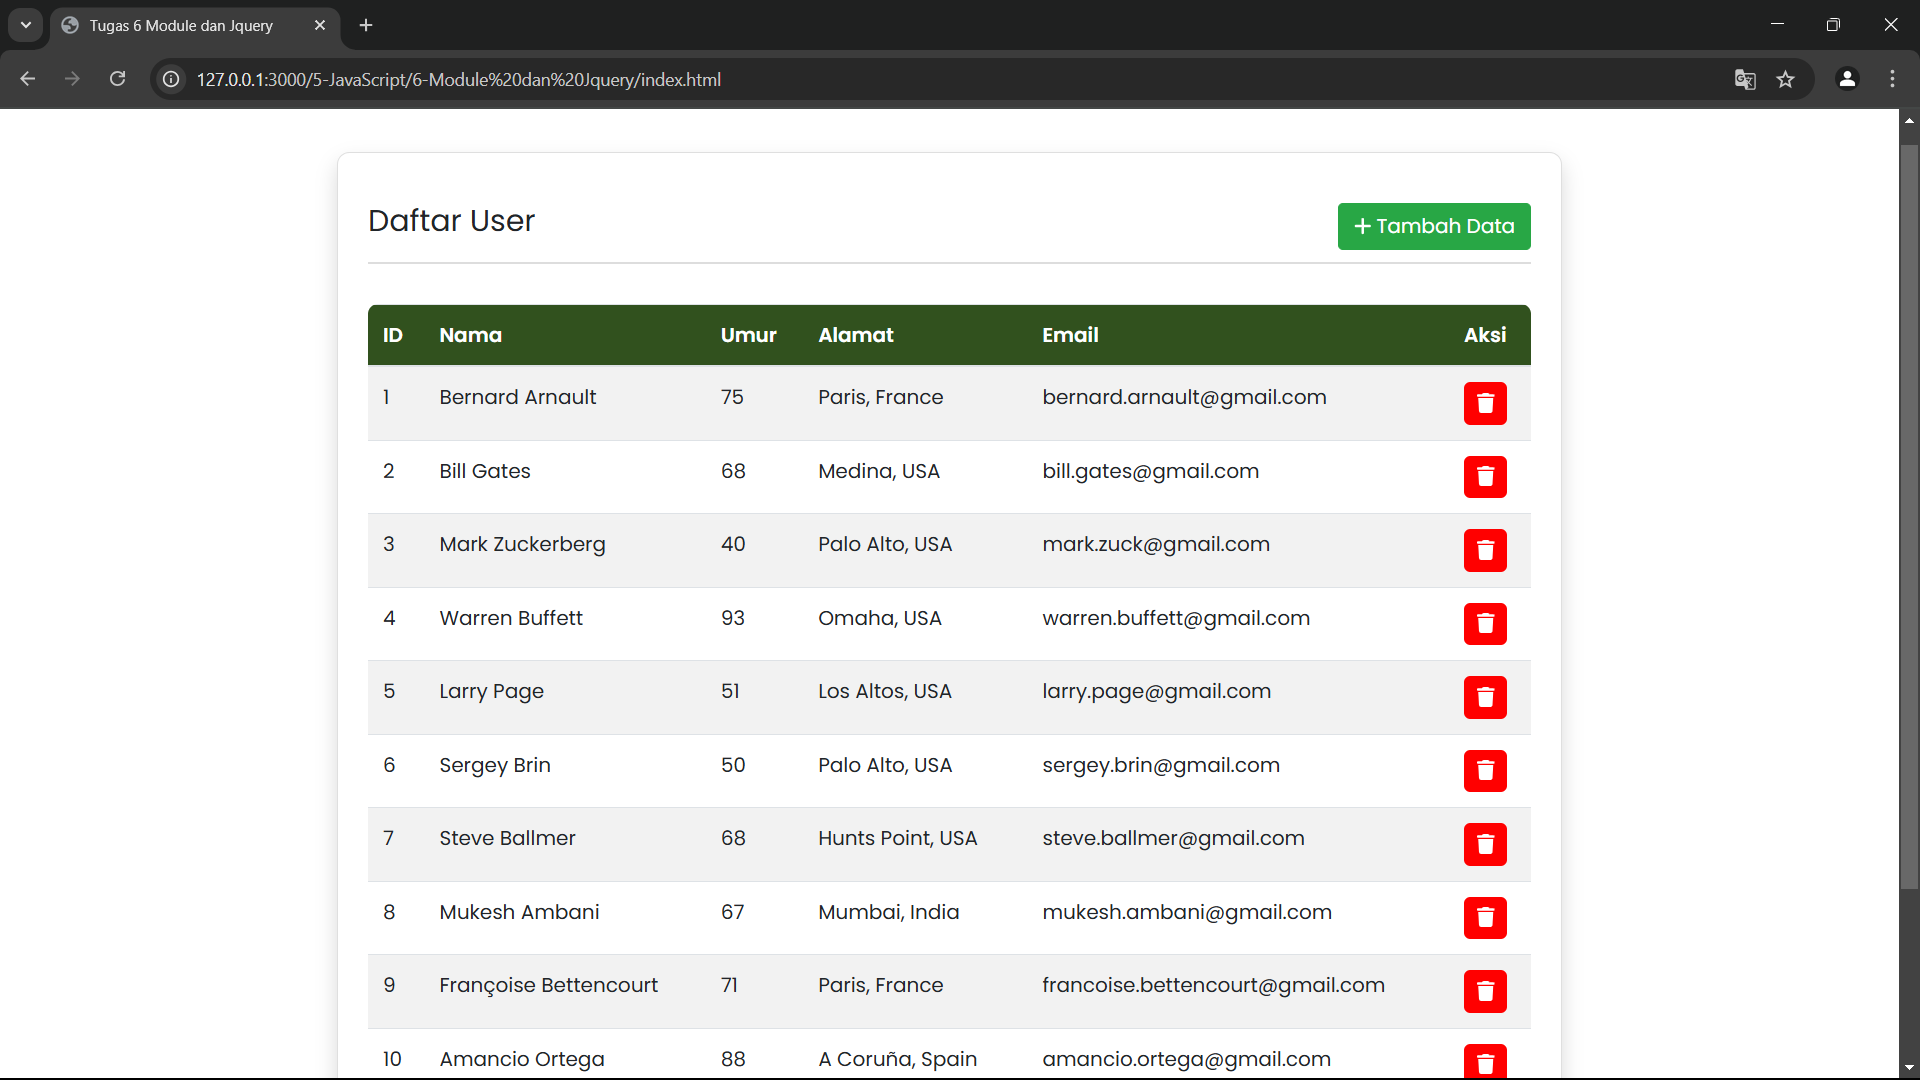 Tugas 6 Module dan Jquery
127.0.0.1:3000/5-JavaScript/6-Module%20dan%20Jquery/index.html
Daftar User
+ Tambah Data
ID Nama Umur Alamat Email Aksi
1 Bernard Arnault 75 Paris, France bernard.arnault@gmail.com
2 Bill Gates 68 Medina, USA bill.gates@gmail.com
3 Mark Zuckerberg 40 Palo Alto, USA mark.zuck@gmail.com
4 Warren Buffett 93 Omaha, USA warren.buffett@gmail.com
5 Larry Page 51 Los Altos, USA larry.page@gmail.com
6 Sergey Brin 50 Palo Alto, USA sergey.brin@gmail.com
7 Steve Ballmer 68 Hunts Point, USA steve.ballmer@gmail.com
8 Mukesh Ambani 67 Mumbai, India mukesh.ambani@gmail.com
9 Françoise Bettencourt 71 Paris, France francoise.bettencourt@gmail.com
10 Amancio Ortega 88 A Coruña, Spain amancio.ortega@gmail.com